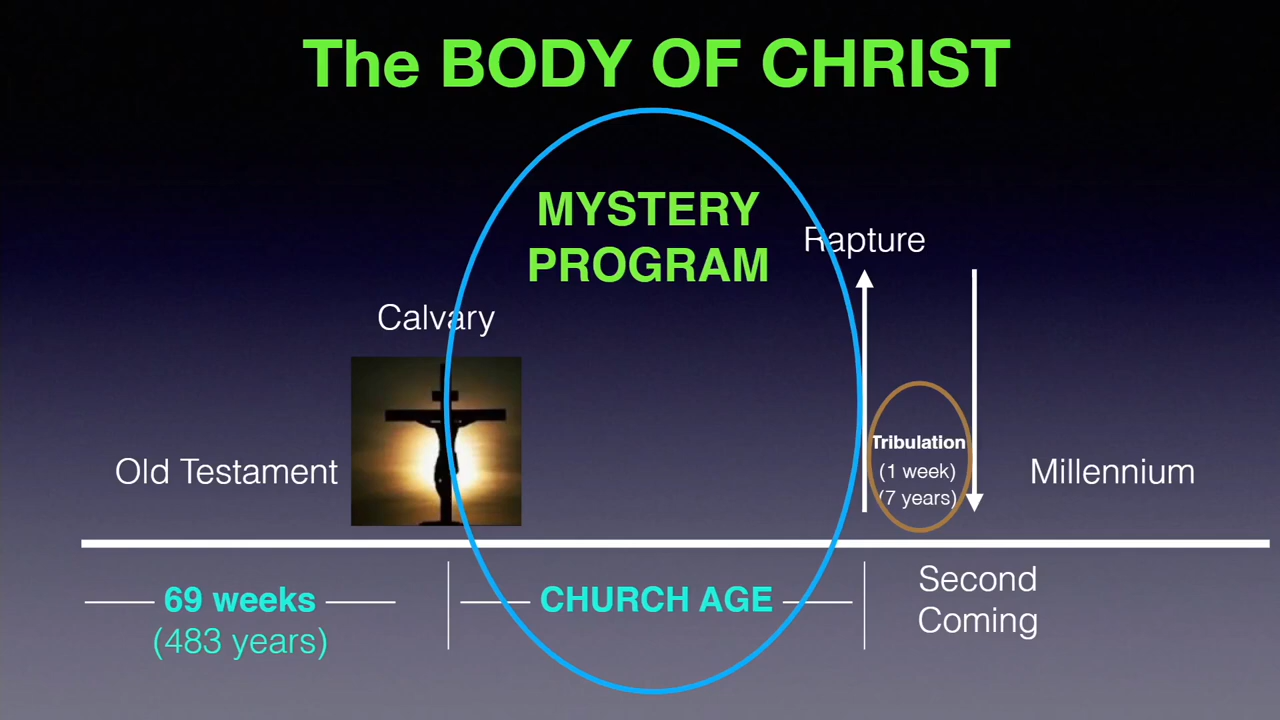 The BODY OF CHRIST
MYSTERY
PROGRAM
Rapture
Calvary
Tribulation
(1 week)
(7 years)
Old Testament
Millennium
69 weeks
(483 years)
CHURCH AGE
Second
Coming